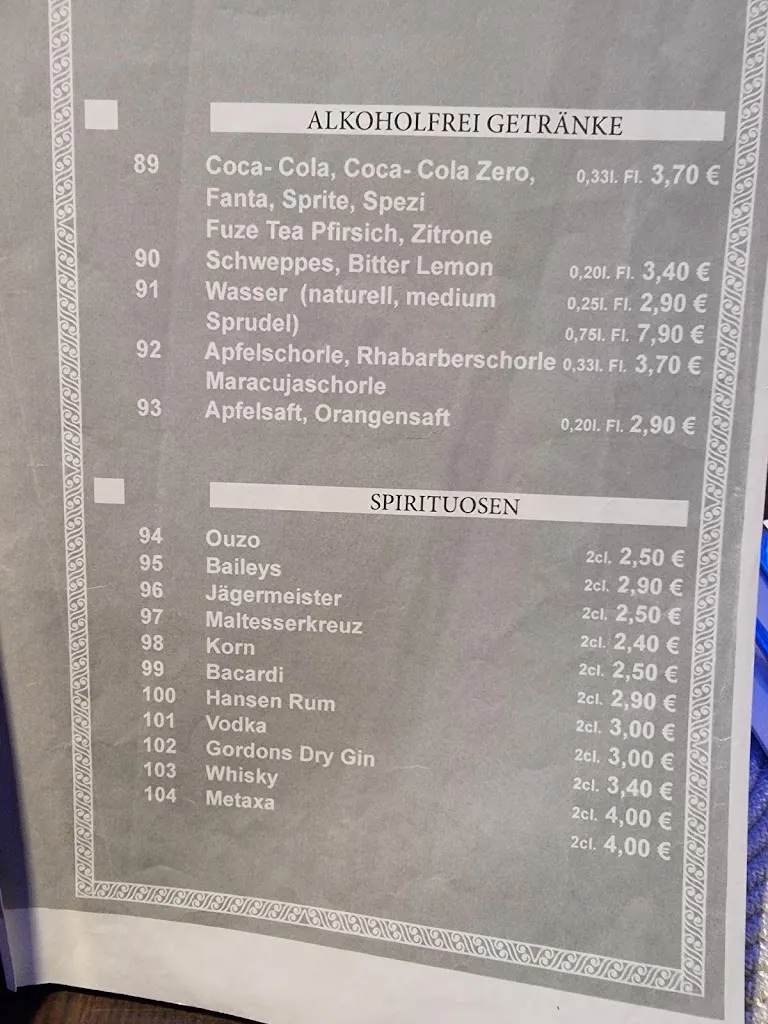 ALKOHOLFREI GETRÄNKE
89 Coca- Cola, Coca- Cola Zero, 0,33l. Fl. 3,70 €
Fanta, Sprite, Spezi
Fuze Tea Pfirsich, Zitrone
90 Schweppes, Bitter Lemon 0,20l. Fl. 3,40 €
91 Wasser (naturell, medium 0,25l. Fl. 2,90 €
Sprudel) 0,75l. Fl. 7,90 €
92 Apfelschorle, Rhabarberschorle 0,33l. Fl. 3,70 €
Maracujaschorle
93 Apfelsaft, Orangensaft 0,20l. Fl. 2,90 €
SPIRITUOSEN
94 Ouzo 2cl. 2,50 €
95 Baileys 2cl. 2,90 €
96 Jägermeister 2cl. 2,50 €
97 Maltesserkreuz 2cl. 2,40 €
98 Korn 2cl. 2,50 €
99 Bacardi 2cl. 2,90 €
100 Hansen Rum 2cl. 3,00 €
101 Vodka 2cl. 3,00 €
102 Gordons Dry Gin 2cl. 3,40 €
103 Whisky 2cl. 4,00 €
104 Metaxa 2cl. 4,00 €